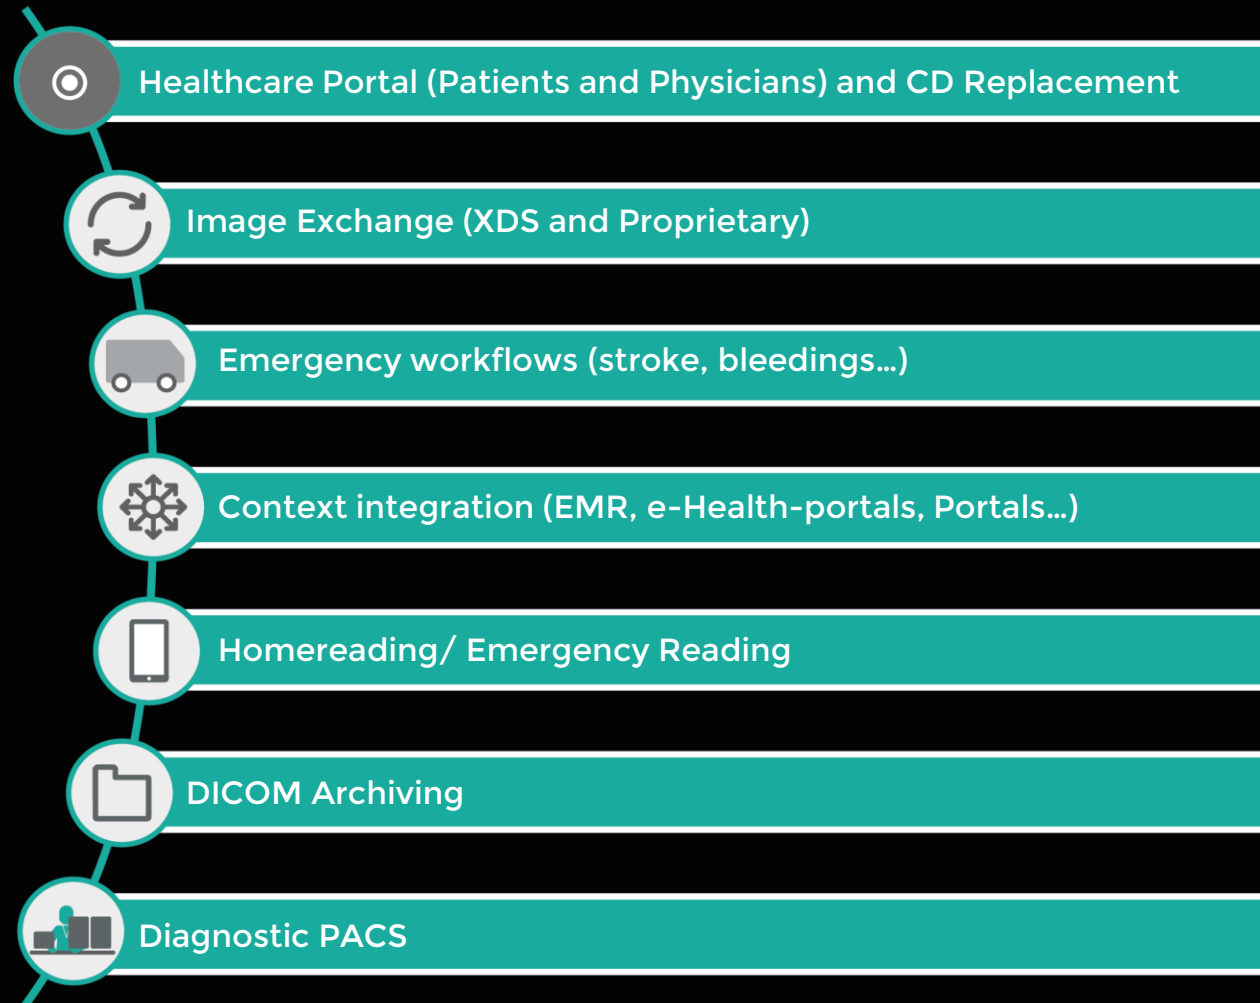 Healthcare Portal (Patients and Physicians) and CD Replacement
Image Exchange (XDS and Proprietary)
Emergency workflows (stroke, bleedings...)
Context integration (EMR, e-Health-portals, Portals...)
Homereading/ Emergency Reading
DICOM Archiving
Diagnostic PACS